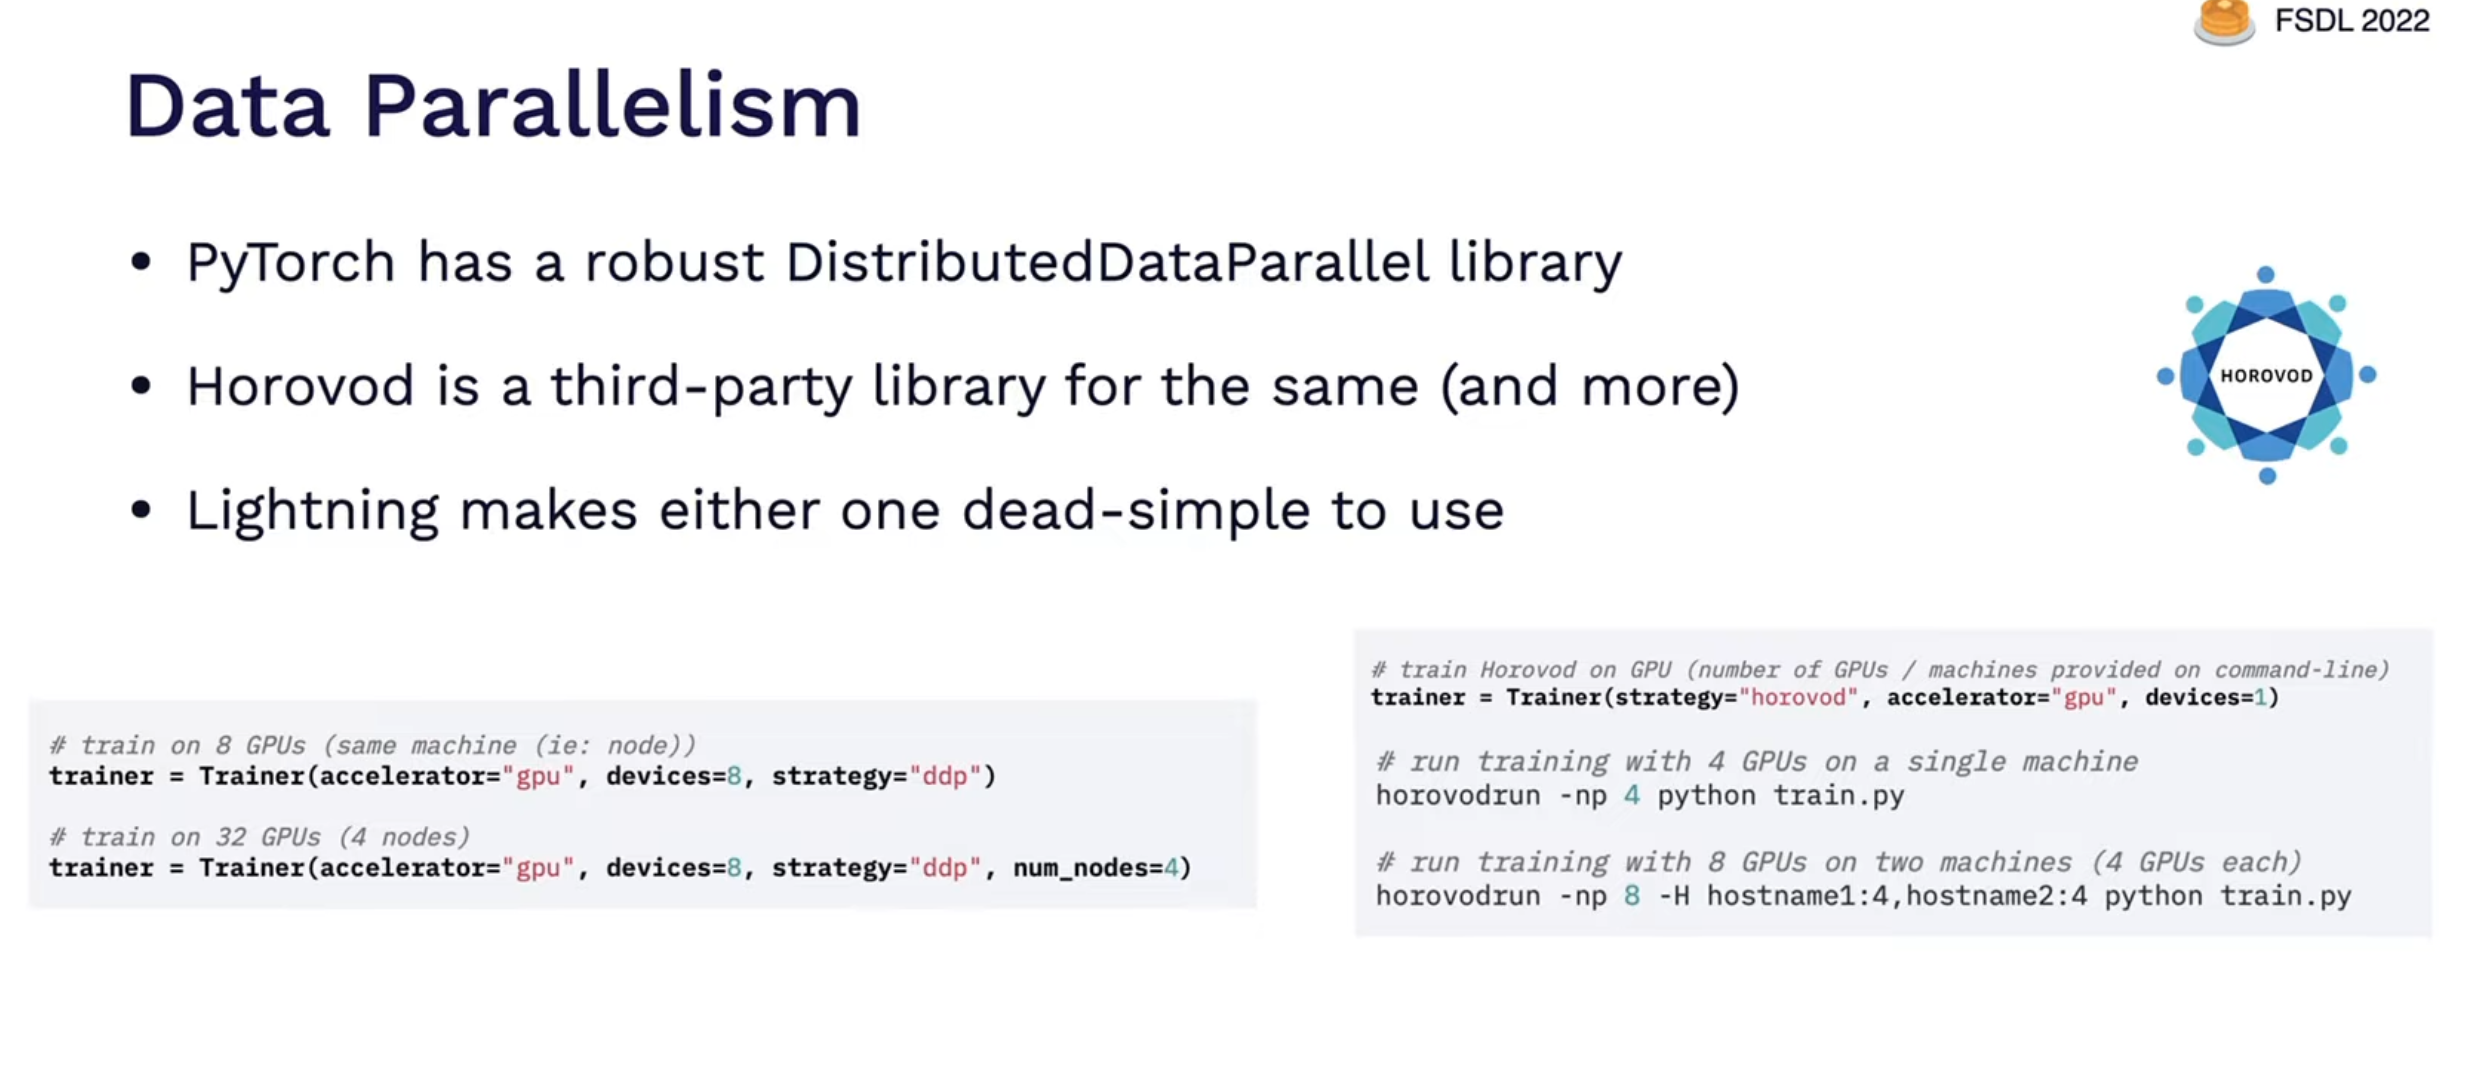 FSDL 2022
Data Parallelism
• PyTorch has a robust DistributedDataParallel library
• Horovod is a third-party library for the same (and more)
• Lightning makes either one dead-simple to use
HOROVOD
# train on 8 GPUs (same machine (ie: node))
trainer = Trainer(accelerator="gpu", devices=8, strategy="ddp")
# train on 32 GPUs (4 nodes)
trainer = Trainer(accelerator="gpu", devices=8, strategy="ddp", num_nodes=4)
# train Horovod on GPU (number of GPUs / machines provided on command-line)
trainer = Trainer(strategy="horovod", accelerator="gpu", devices=1)
# run training with 4 GPUs on a single machine
horovodrun -np 4 python train.py
# run training with 8 GPUs on two machines (4 GPUs each)
horovodrun -np 8 -H hostname1:4,hostname2:4 python train.py